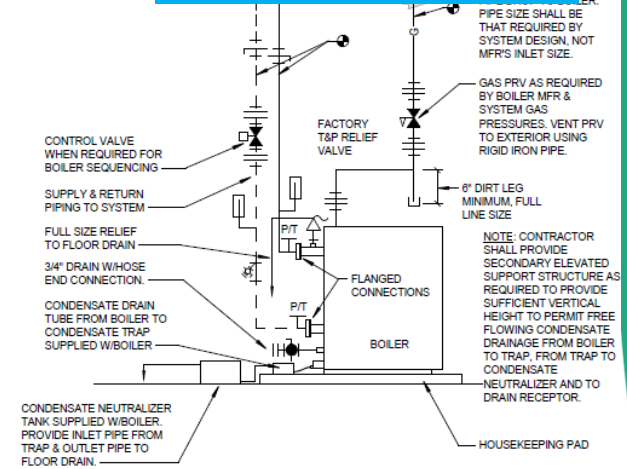 PIPE SIZE SHALL BE
THAT REQUIRED BY
SYSTEM DESIGN, NOT
MFR'S INLET SIZE.
G
GAS PRV AS REQUIRED
BY BOILER MFR &
SYSTEM GAS
PRESSURES. VENT PRV
TO EXTERIOR USING
RIGID IRON PIPE.
FACTORY
T&P RELIEF
VALVE
CONTROL VALVE
WHEN REQUIRED FOR
BOILER SEQUENCING
SUPPLY & RETURN
PIPING TO SYSTEM
FULL SIZE RELIEF
TO FLOOR DRAIN
3/4" DRAIN W/HOSE
END CONNECTION.
CONDENSATE DRAIN
TUBE FROM BOILER TO
CONDENSATE TRAP
SUPPLIED W/BOILER
CONDENSATE NEUTRALIZER
TANK SUPPLIED W/BOILER.
PROVIDE INLET PIPE FROM
TRAP & OUTLET PIPE TO
FLOOR DRAIN.
P/T
P/T
FLANGED
CONNECTIONS
BOILER
6" DIRT LEG
MINIMUM, FULL
LINE SIZE
NOTE: CONTRACTOR
SHALL PROVIDE
SECONDARY ELEVATED
SUPPORT STRUCTURE AS
REQUIRED TO PROVIDE
SUFFICIENT VERTICAL
HEIGHT TO PERMIT FREE
FLOWING CONDENSATE
DRAINAGE FROM BOILER
TO TRAP, FROM TRAP TO
CONDENSATE
NEUTRALIZER AND TO
DRAIN RECEPTOR.
HOUSEKEEPING PAD